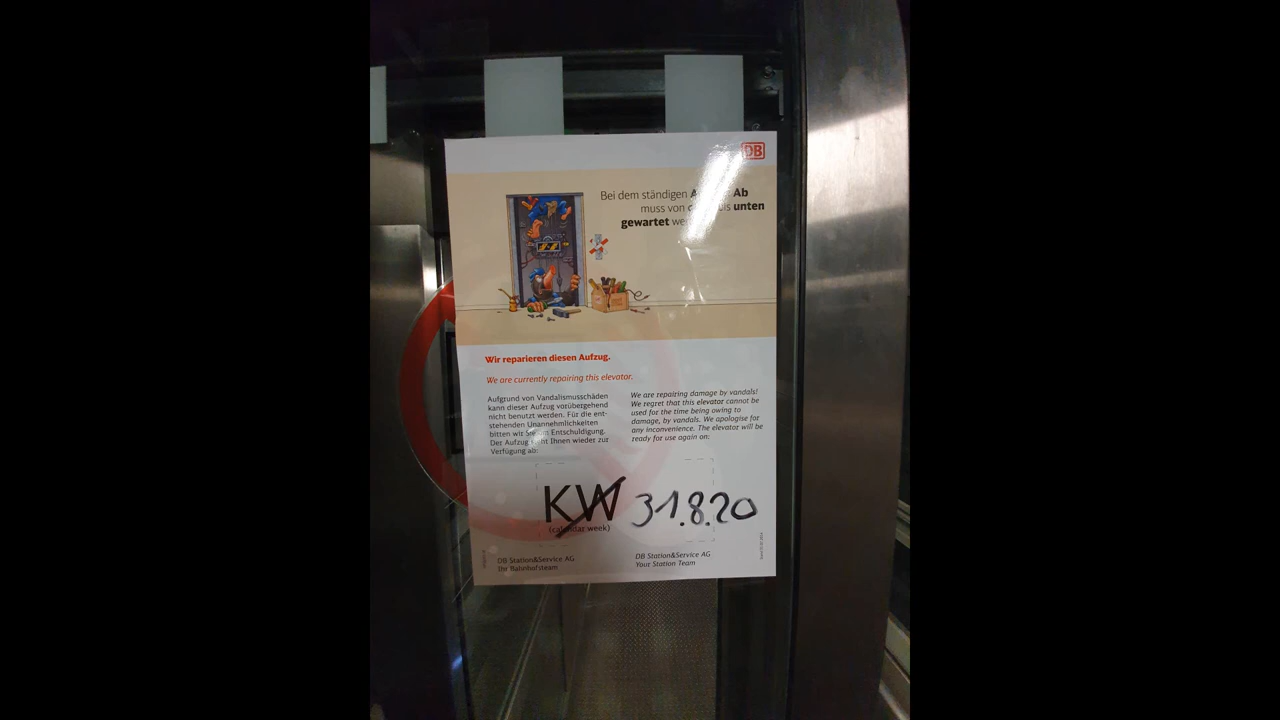 DB
Bei dem ständigen Ab
muss von unten
gewartet
Wir reparieren diesen Aufzug.
We are currently repairing this elevator.
Aufgrund von Vandalismusschäden
kann dieser Aufzug vorübergehend
nicht benutzt werden. Für die ent-
stehenden Unannehmlichkeiten
bitten wir Sie um Entschuldigung.
Der Aufzug steht Ihnen wieder zur
Verfügung ab:
We are repairing damage by vandals!
We regret that this elevator cannot be
used for the time being owing to
damage, by vandals. We apologise for
any inconvenience. The elevator will be
ready for use again on:
KW 31.8.20
(calendar week)
DB Station&Service AG
Ihr Bahnhofsteam
DB Station&Service AG
Your Station Team